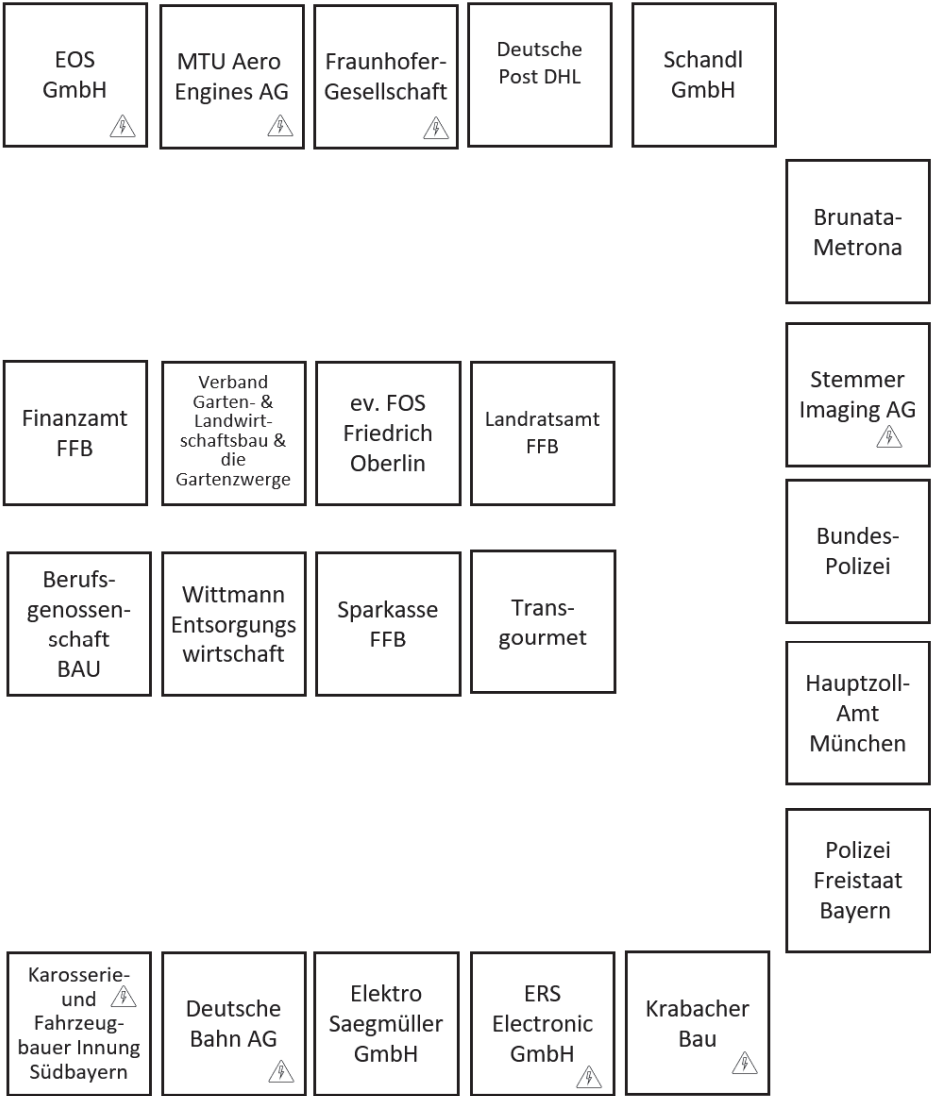 EOS
GmbH
MTU Aero
Engines AG
Fraunhofer-
Gesellschaft
Deutsche
Post DHL
Schandl
GmbH
Brunata-
Metrona
Stemmer
Imaging AG
Bundes-
Polizei
Hauptzoll-
Amt
München
Polizei
Freistaat
Bayern
Finanzamt
FFB
Verband
Garten- &
Landwirt-
schaftsbau &
die
Gartenzwerge
ev. FOS
Friedrich
Oberlin
Landratsamt
FFB
Berufs-
genossen-
schaft
BAU
Wittmann
Entsorgungs
wirtschaft
Sparkasse
FFB
Trans-
gourmet
Karosserie-
und
Fahrzeug-
bauer Innung
Südbayern
Deutsche
Bahn AG
Elektro
Saegmüller
GmbH
ERS
Electronic
GmbH
Krabacher
Bau